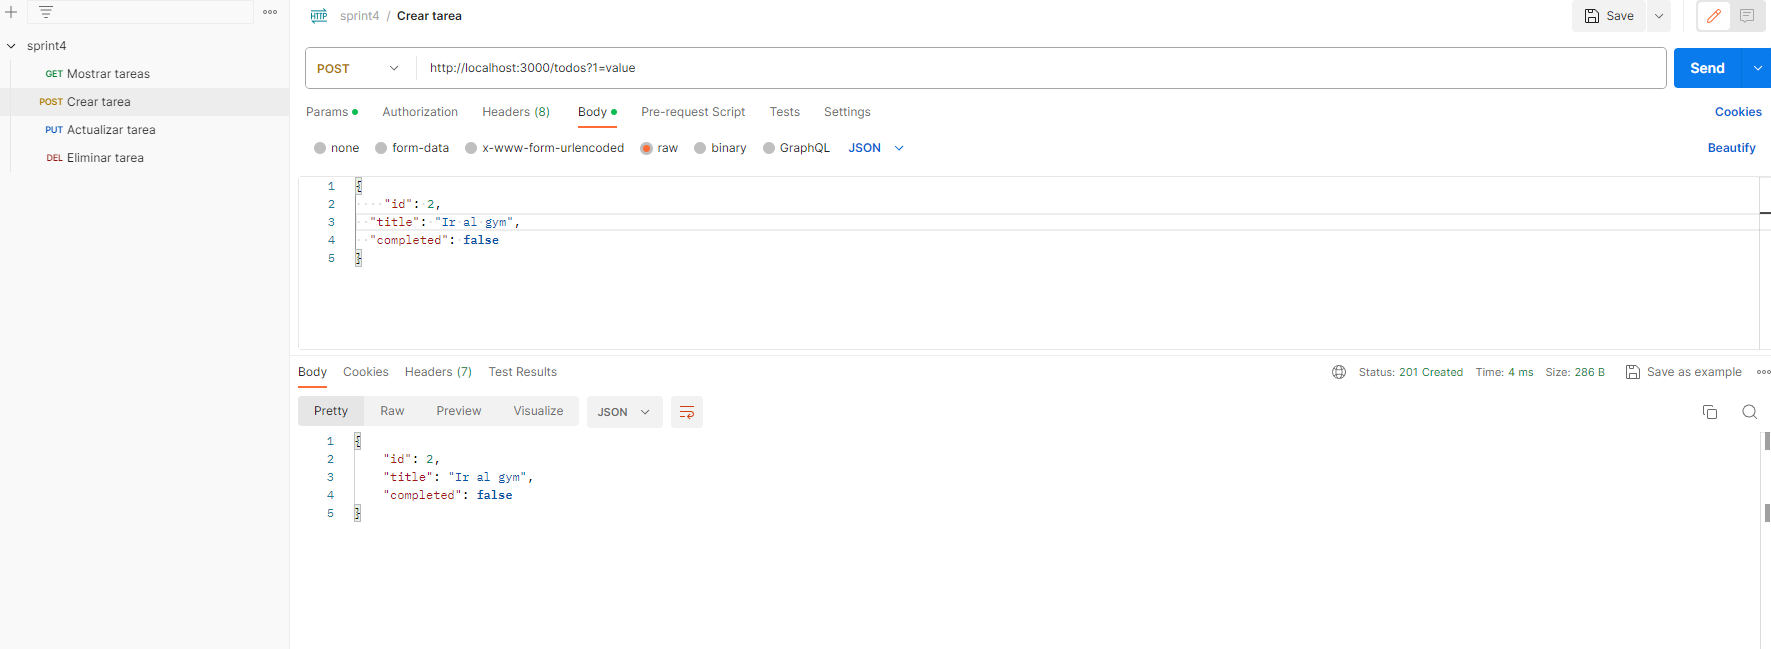 sprint4
GET Mostrar tareas
POST Crear tarea
PUT Actualizar tarea
DEL Eliminar tarea
HTTP sprint4 / Crear tarea
Save
POST http://localhost:3000/todos?1=value
Send
Params Authorization Headers (8) Body Pre-request Script Tests Settings
Cookies
none form-data x-www-form-urlencoded raw binary GraphQL JSON
Beautify
1 {
2 "id": 2,
3 "title": "Ir al gym",
4 "completed": false
5 }
Body Cookies Headers (7) Test Results
Status: 201 Created Time: 4 ms Size: 286 B Save as example
Pretty Raw Preview Visualize JSON
1 {
2 "id": 2,
3 "title": "Ir al gym",
4 "completed": false
5 }